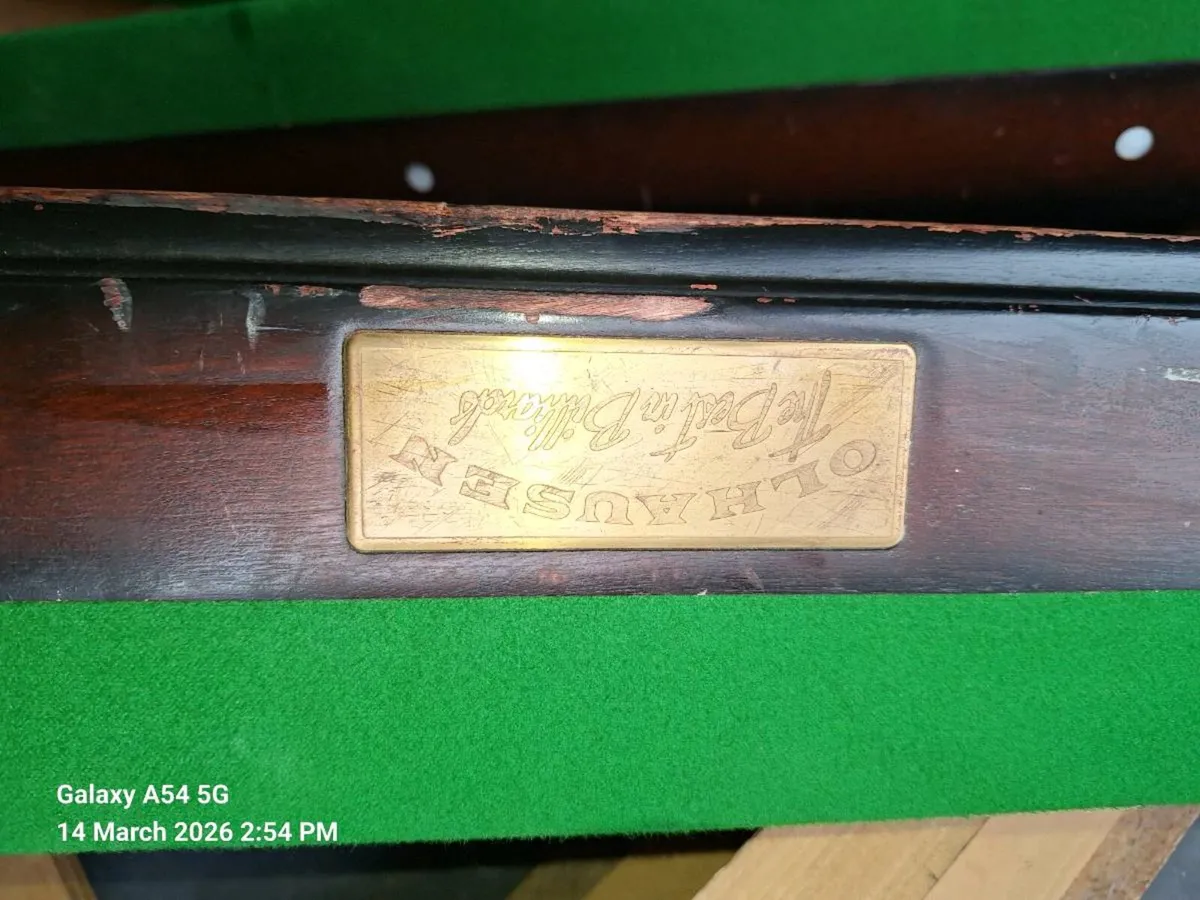 OLHAUSEN
The Best in Billiards
Galaxy A54 5G
14 March 2026 2:54 PM